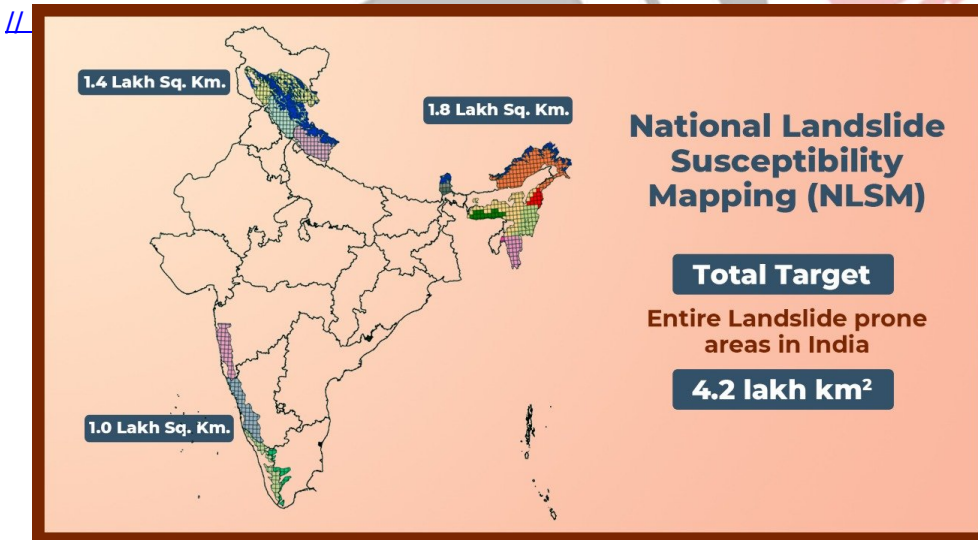 //
1.4 Lakh Sq. Km.
1.8 Lakh Sq. Km.
1.0 Lakh Sq. Km.
National Landslide
Susceptibility
Mapping (NLSM)
Total Target
Entire Landslide prone
areas in India
4.2 lakh km²